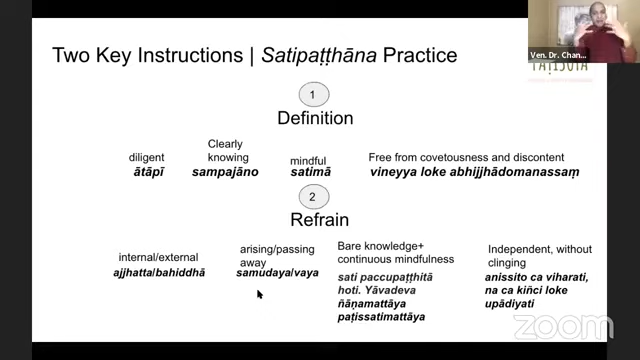 Two Key Instructions | Satipaṭṭhāna Practice
Ven. Dr. Chan...
PAṬISOTA
1
Definition
diligent
ātāpī
Clearly
knowing
sampajāno
mindful
satimā
Free from covetousness and discontent
vineyya loke abhijjhādomanassaṃ
2
Refrain
internal/external
ajjhatta/bahiddhā
arising/passing
away
samudaya/vaya
Bare knowledge+
continuous mindfulness
sati paccupaṭṭhitā
hoti. Yāvadeva
ñāṇamattāya
paṭissatimattāya
Independent, without
clinging
anissito ca viharati,
na ca kiñci loke
upādiyati
zoom